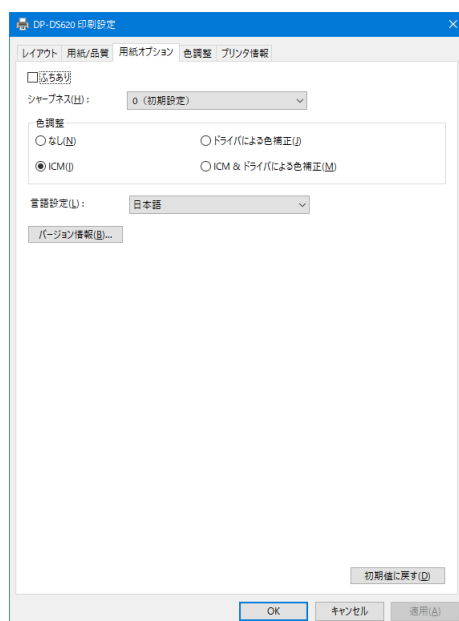 DP-DS620 印刷設定
レイアウト 用紙/品質 用紙オプション 色調整 プリンタ情報
ふちあり
シャープネス(H): 0（初期設定）
色調整
なし(N) ドライバによる色補正(J)
ICM(I) ICM & ドライバによる色補正(M)
言語設定(L): 日本語
バージョン情報(B)...
初期値に戻す(D)
OK キャンセル 適用(A)